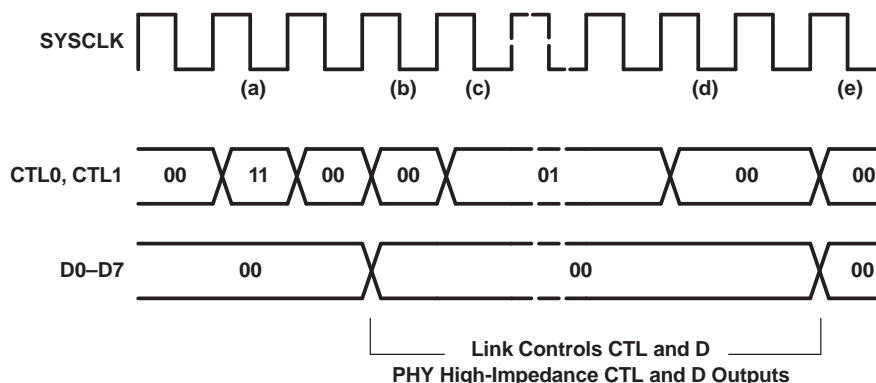 SYSCLK
(a) (b) (c) (d) (e)
CTL0, CTL1 00 11 00 00 01 00 00
D0–D7 00 00 00
Link Controls CTL and D
PHY High-Impedance CTL and D Outputs